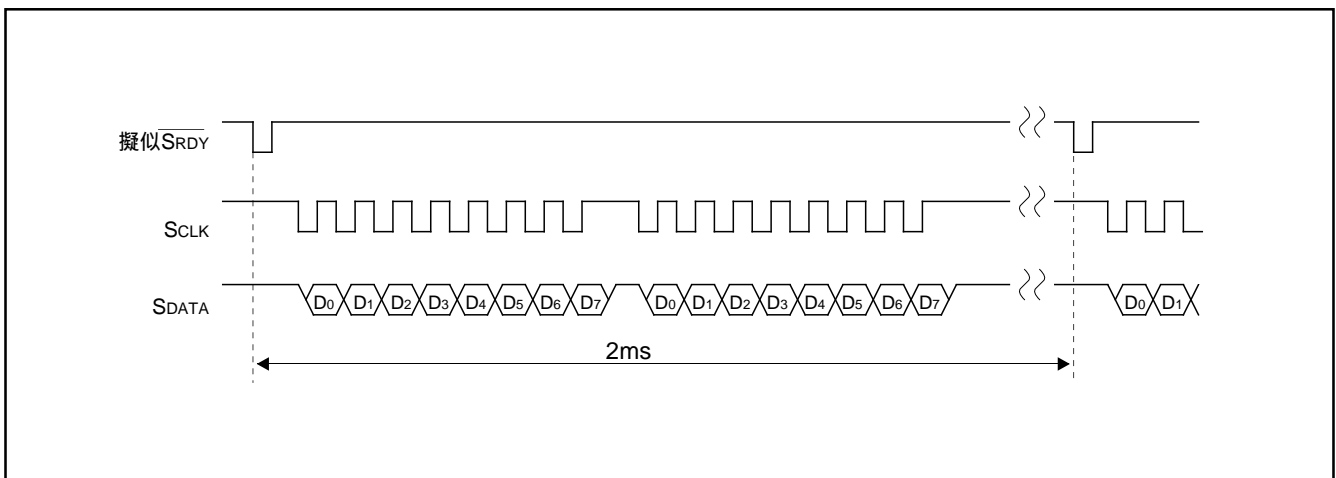 擬似SRDY
SCLK
D0 D1 D2 D3 D4 D5 D6 D7 D0 D1 D2 D3 D4 D5 D6 D7 D0 D1
SDATA
2ms